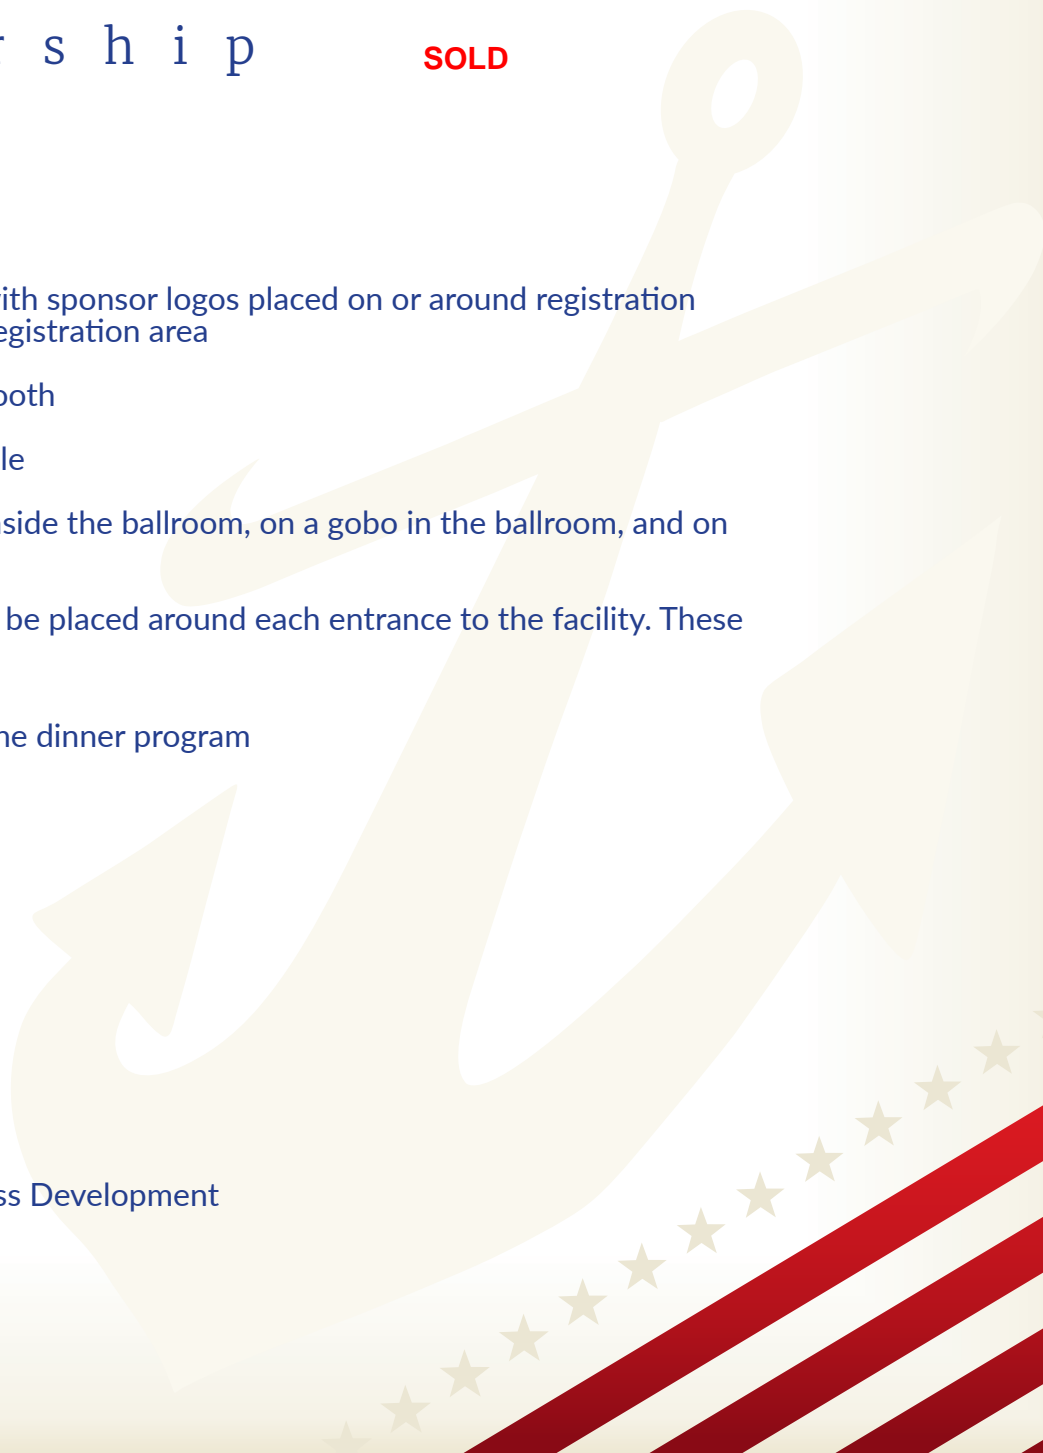 ship SOLD
ith sponsor logos placed on or around registration
egistration area
ooth
le
side the ballroom, on a gobo in the ballroom, and on
be placed around each entrance to the facility. These
he dinner program
ss Development